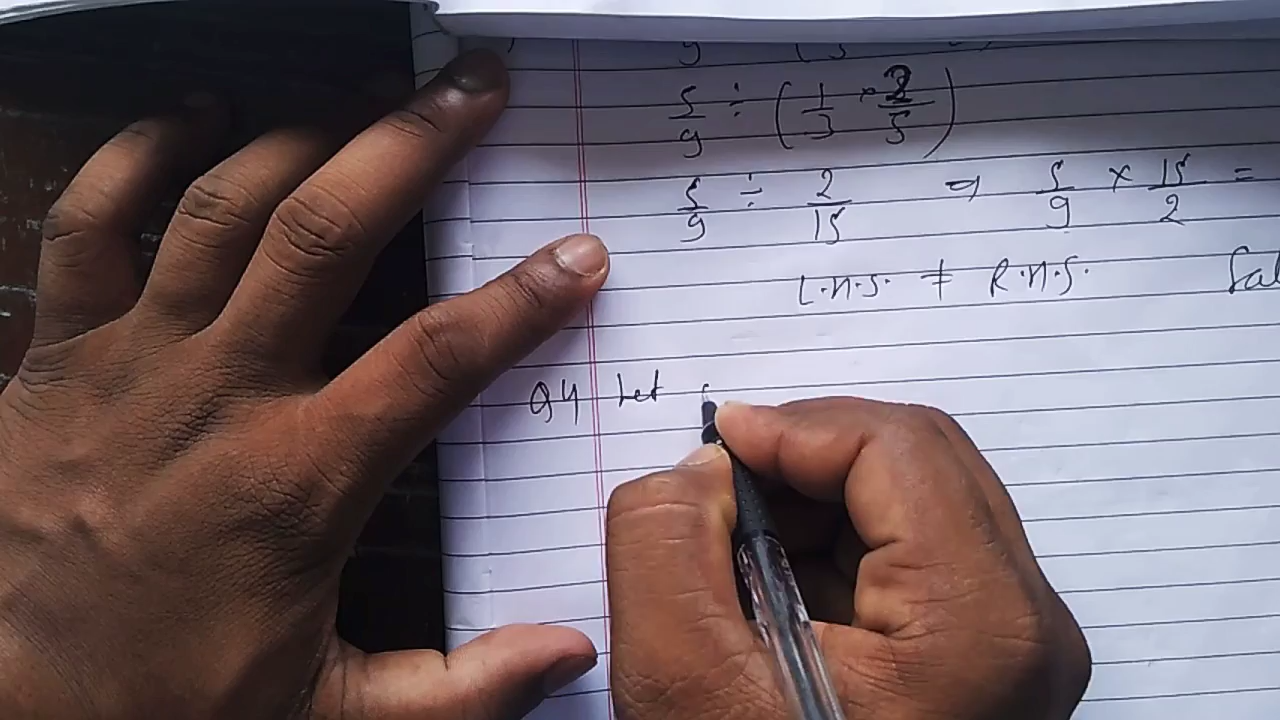 5/9 ÷ (1/3 × 2/5)
5/9 ÷ 2/15 ⇒ 5/9 × 15/2 =
L.H.S. ≠ R.H.S.
Q4 Let